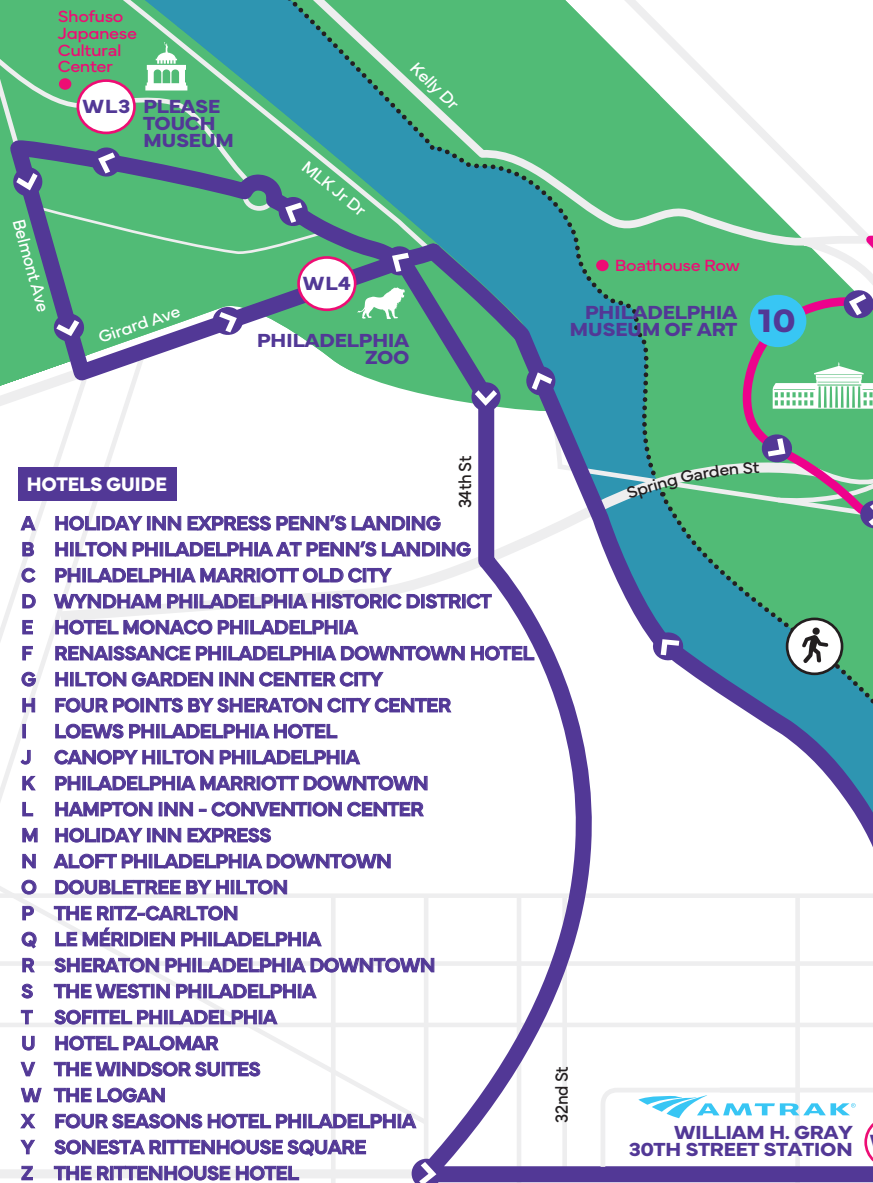 Shofuso
Japanese
Cultural
Center
WL3
PLEASE
TOUCH
MUSEUM
Kelly Dr
MLK Jr Dr
Belmont Ave
Girard Ave
WL4
PHILADELPHIA
ZOO
Boathouse Row
PHILADELPHIA
MUSEUM OF ART
10
34th St
Spring Garden St
HOTELS GUIDE
A HOLIDAY INN EXPRESS PENN'S LANDING
B HILTON PHILADELPHIA AT PENN'S LANDING
C PHILADELPHIA MARRIOTT OLD CITY
D WYNDHAM PHILADELPHIA HISTORIC DISTRICT
E HOTEL MONACO PHILADELPHIA
F RENAISSANCE PHILADELPHIA DOWNTOWN HOTEL
G HILTON GARDEN INN CENTER CITY
H FOUR POINTS BY SHERATON CITY CENTER
I LOEWS PHILADELPHIA HOTEL
J CANOPY HILTON PHILADELPHIA
K PHILADELPHIA MARRIOTT DOWNTOWN
L HAMPTON INN - CONVENTION CENTER
M HOLIDAY INN EXPRESS
N ALOFT PHILADELPHIA DOWNTOWN
O DOUBLETREE BY HILTON
P THE RITZ-CARLTON
Q LE MÉRIDIEN PHILADELPHIA
R SHERATON PHILADELPHIA DOWNTOWN
S THE WESTIN PHILADELPHIA
T SOFITEL PHILADELPHIA
U HOTEL PALOMAR
V THE WINDSOR SUITES
W THE LOGAN
X FOUR SEASONS HOTEL PHILADELPHIA
Y SONESTA RITTENHOUSE SQUARE
Z THE RITTENHOUSE HOTEL
32nd St
AMTRAK®
WILLIAM H. GRAY
30TH STREET STATION